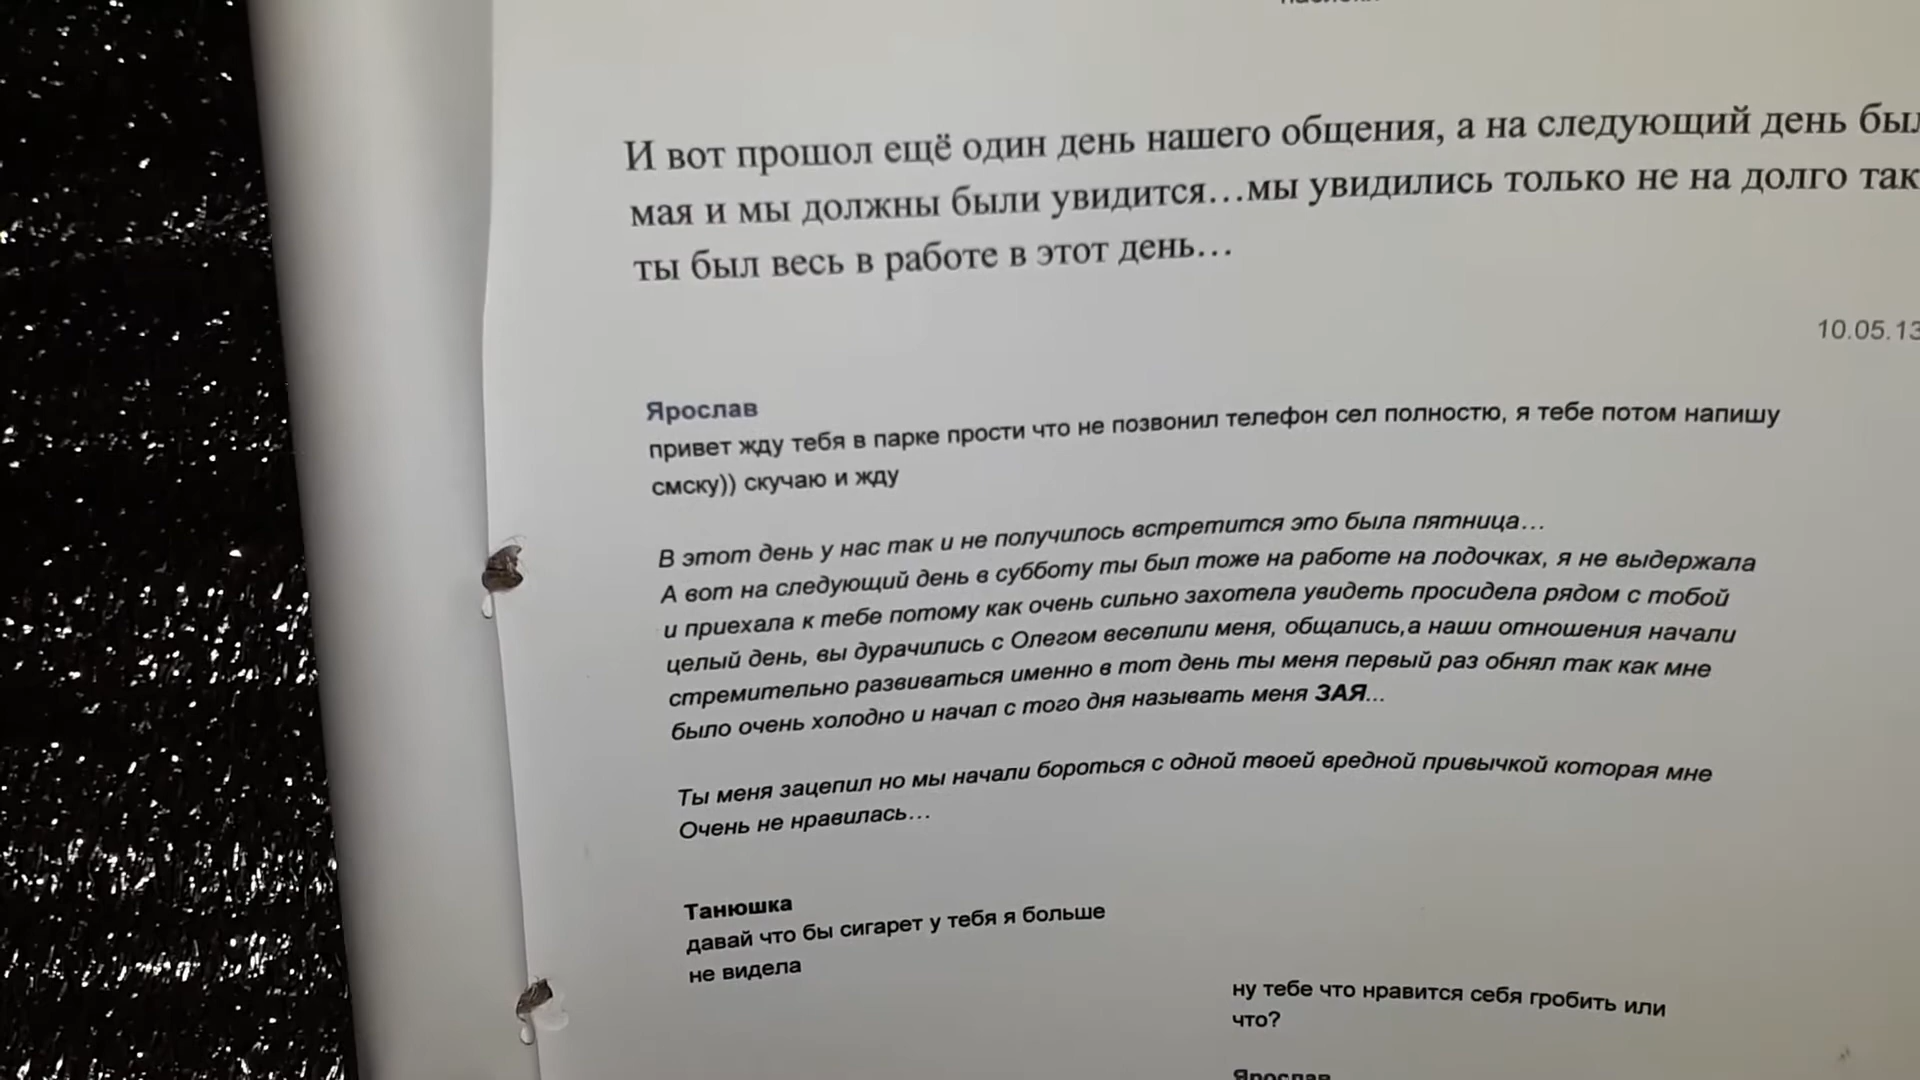 И вот прошол ещё один день нашего общения, а на следующий день
мая и мы должны были увидится…мы увидились только не на долго так
ты был весь в работе в этот день…
10.05.13
Ярослав
привет жду тебя в парке прости что не позвонил телефон сел полностю, я тебе потом напишу
смску)) скучаю и жду
В этот день у нас так и не получилось встретится это была пятница…
А вот на следующий день в субботу ты был тоже на работе на лодочках, я не выдержала
и приехала к тебе потому как очень сильно захотела увидеть просидела рядом с тобой
целый день, вы дурачились с Олегом веселили меня, общались,а наши отношения начали
стремительно развиваться именно в тот день ты меня первый раз обнял так как мне
было очень холодно и начал с того дня называть меня ЗАЯ...
Ты меня зацепил но мы начали бороться с одной твоей вредной привычкой которая мне
Очень не нравилась…
Танюшка
давай что бы сигарет у тебя я больше
не видела
ну тебе что нравится себя гробить или
что?
Ярослав